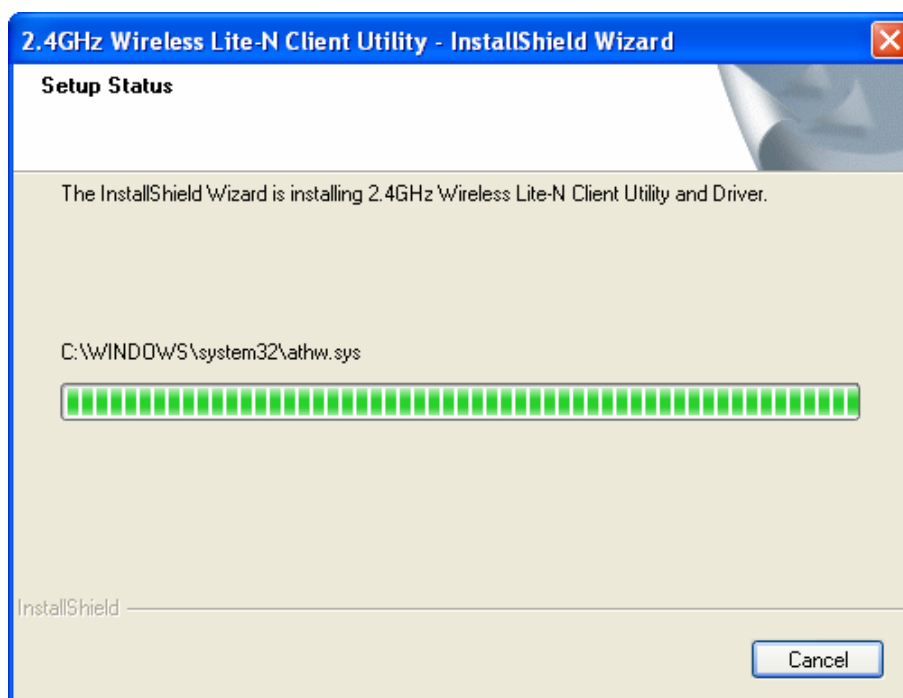 2.4GHz Wireless Lite-N Client Utility - InstallShield Wizard
Setup Status
The InstallShield Wizard is installing 2.4GHz Wireless Lite-N Client Utility and Driver.
C:\WINDOWS\system32\athw.sys
InstallShield
Cancel